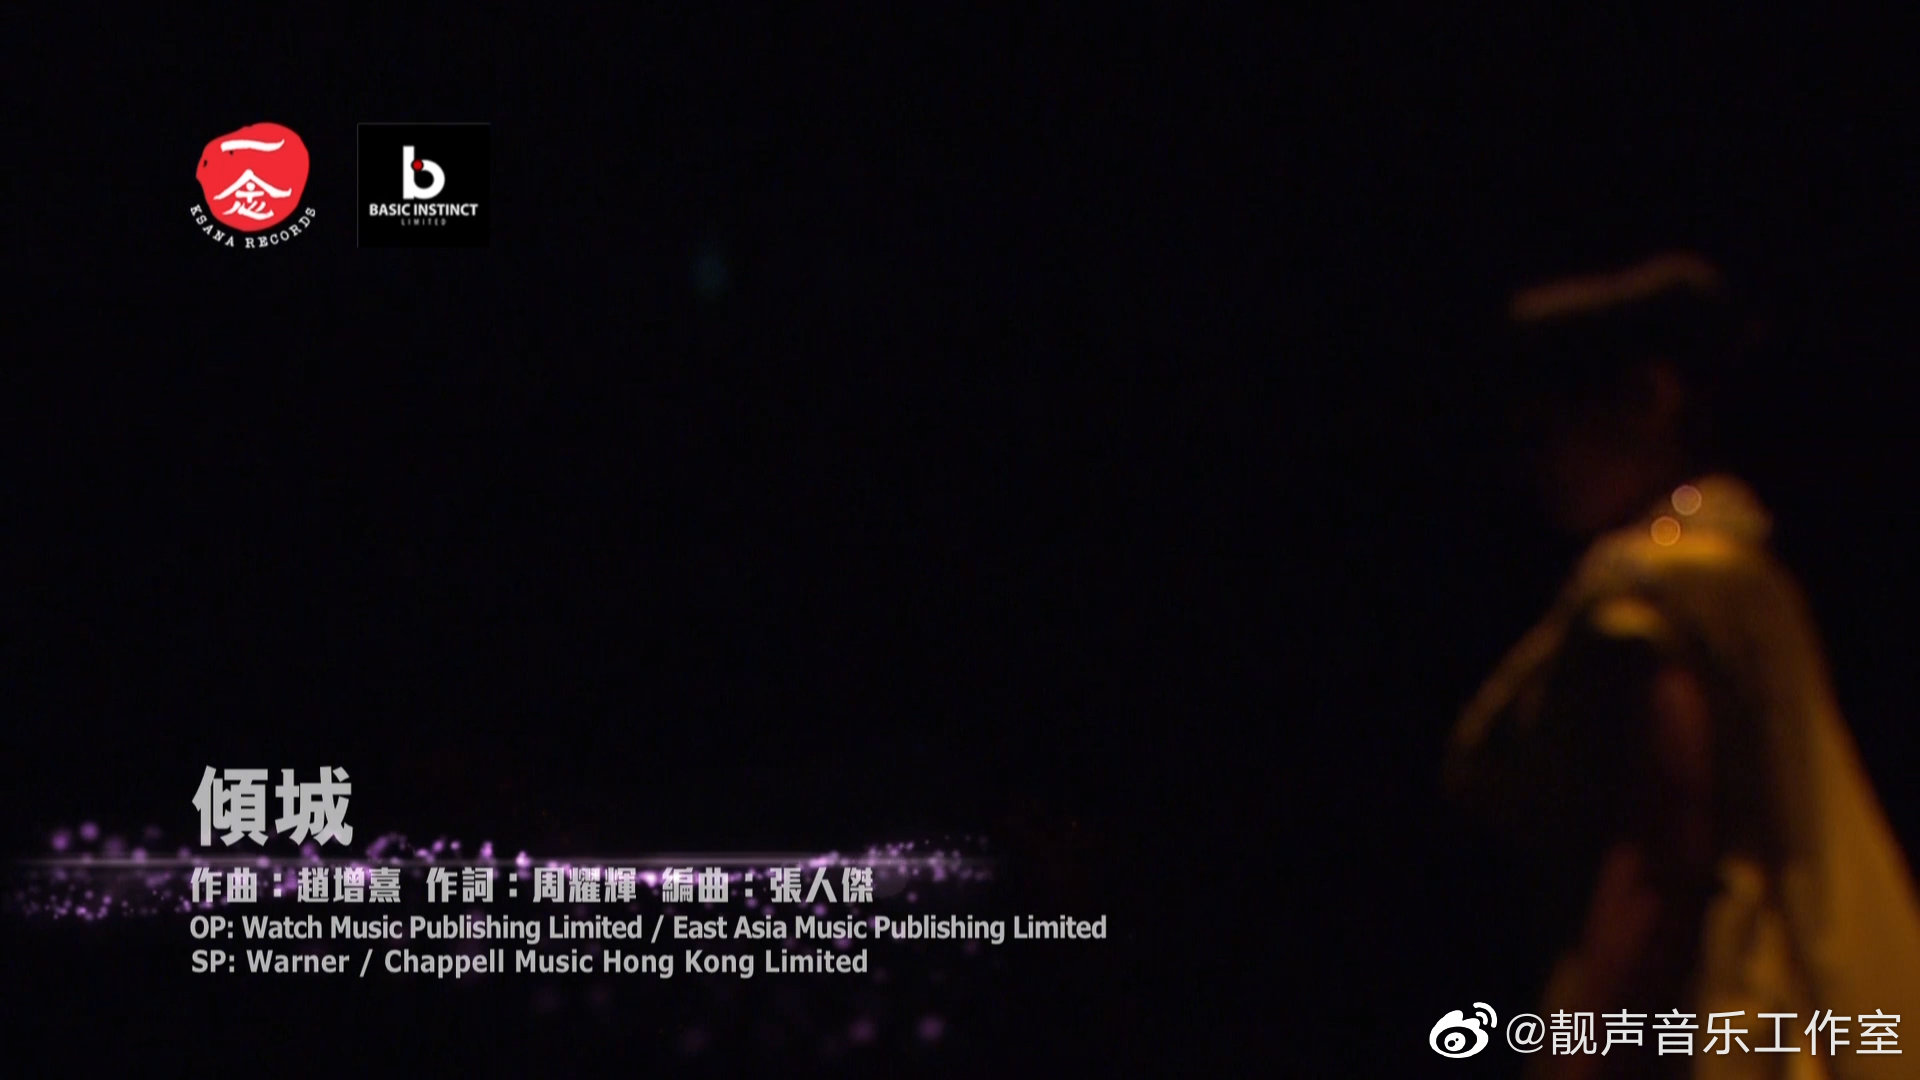 一念
KSANA RECORDS
b
BASIC INSTINCT
LIMITED
傾城
作曲：趙增熹 作詞：周耀輝 編曲：張人傑
OP: Watch Music Publishing Limited / East Asia Music Publishing Limited
SP: Warner / Chappell Music Hong Kong Limited
@靓声音乐工作室